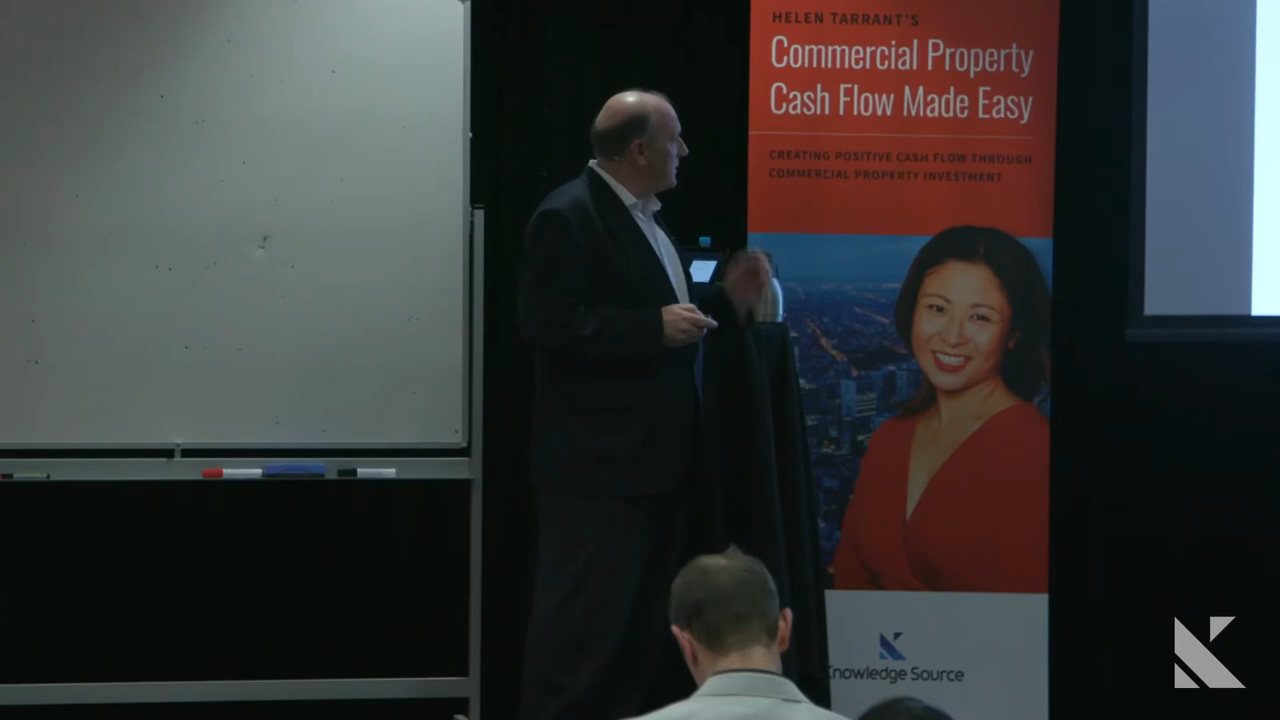 HELEN TARRANT'S
Commercial Property
Cash Flow Made Easy
CREATING POSITIVE CASH FLOW THROUGH
COMMERCIAL PROPERTY INVESTMENT
Knowledge Source